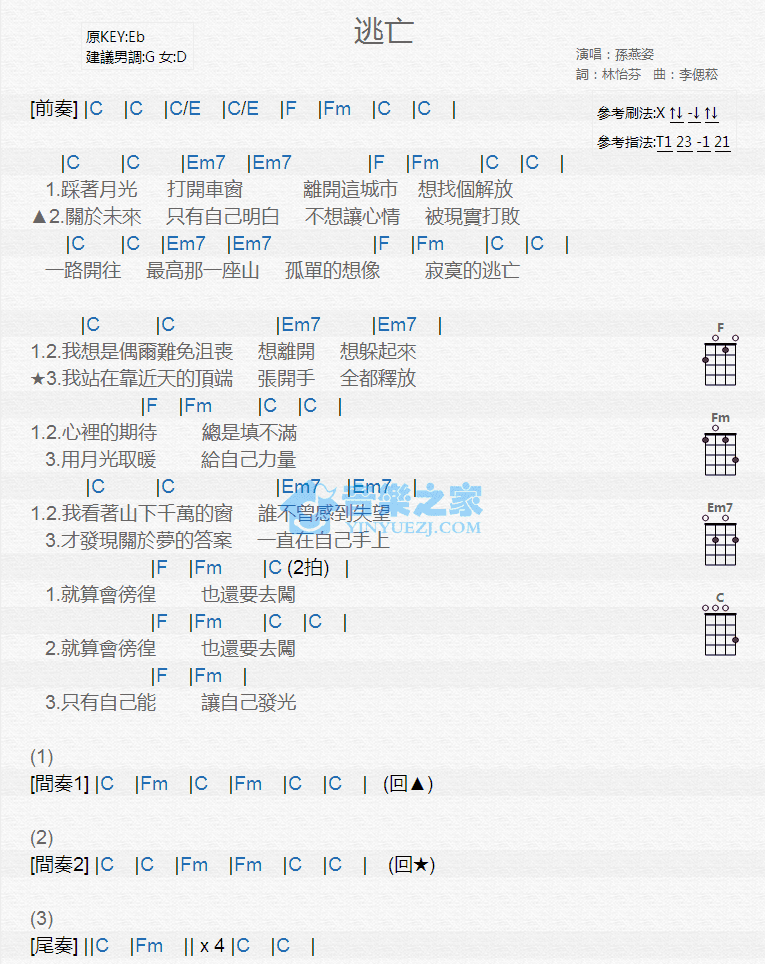 逃亡
原KEY:Eb
建議男調:G 女:D
演唱：孫燕姿
詞：林怡芬 曲：李偲菘
[前奏] |C |C |C/E |C/E |F |Fm |C |C |
參考刷法:X ↑↓ -↓ ↑↓
參考指法:T1 23 -1 21
|C |C |Em7 |Em7 |F |Fm |C |C |
1.踩著月光 打開車窗 離開這城市 想找個解放
▲2.關於未來 只有自己明白 不想讓心情 被現實打敗
|C |C |Em7 |Em7 |F |Fm |C |C |
一路開往 最高那一座山 孤單的想像 寂寞的逃亡
|C |C |Em7 |Em7 |
1.2.我想是偶爾難免沮喪 想離開 想躲起來
★3.我站在靠近天的頂端 張開手 全都釋放
|F |Fm |C |C |
1.2.心裡的期待 總是填不滿
3.用月光取暖 給自己力量
|C |C |Em7 |Em7 |
1.2.我看著山下千萬的窗 誰不曾感到失望
3.才發現關於夢的答案 一直在自己手上
|F |Fm |C (2拍) |
1.就算會徬徨 也還要去闖
|F |Fm |C |C |
2.就算會徬徨 也還要去闖
|F |Fm |
3.只有自己能 讓自己發光
(1)
[間奏1] |C |Fm |C |Fm |C |C | (回▲)
(2)
[間奏2] |C |C |Fm |Fm |C |C | (回★)
(3)
[尾奏] ||C |Fm || x 4 |C |C |
F
Fm
Em7
C
音樂之家
YINYUEZJ.COM